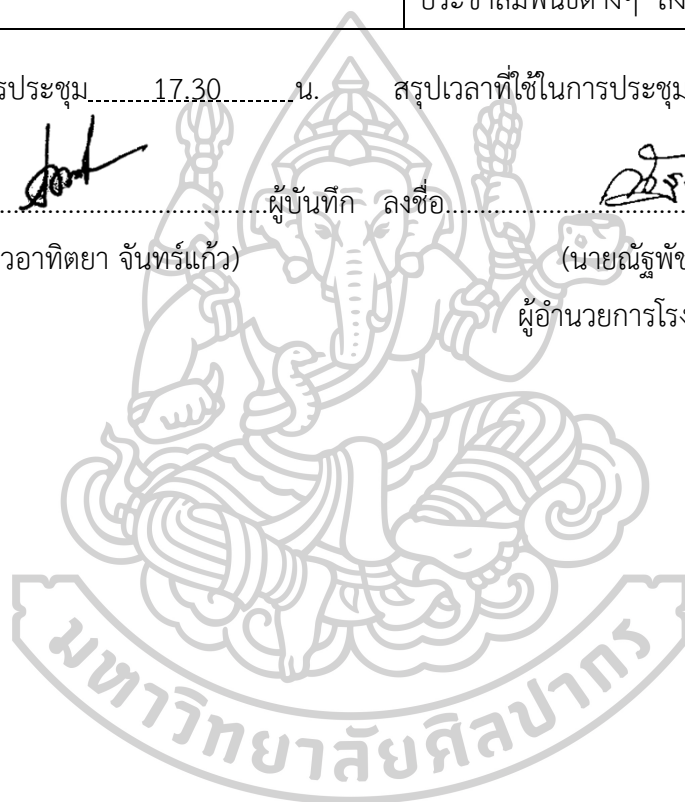 ประชาสัมพันธ์ต่างๆ
รประชุม 17.30 น. สรุปเวลาที่ใช้ในการประชุม
ผู้บันทึก ลงชื่อ
วอาทิตยา จันทร์แก้ว) (นายณัฐพัช
ผู้อำนวยการโรง
มหาวิทยาลัยศิลปากร